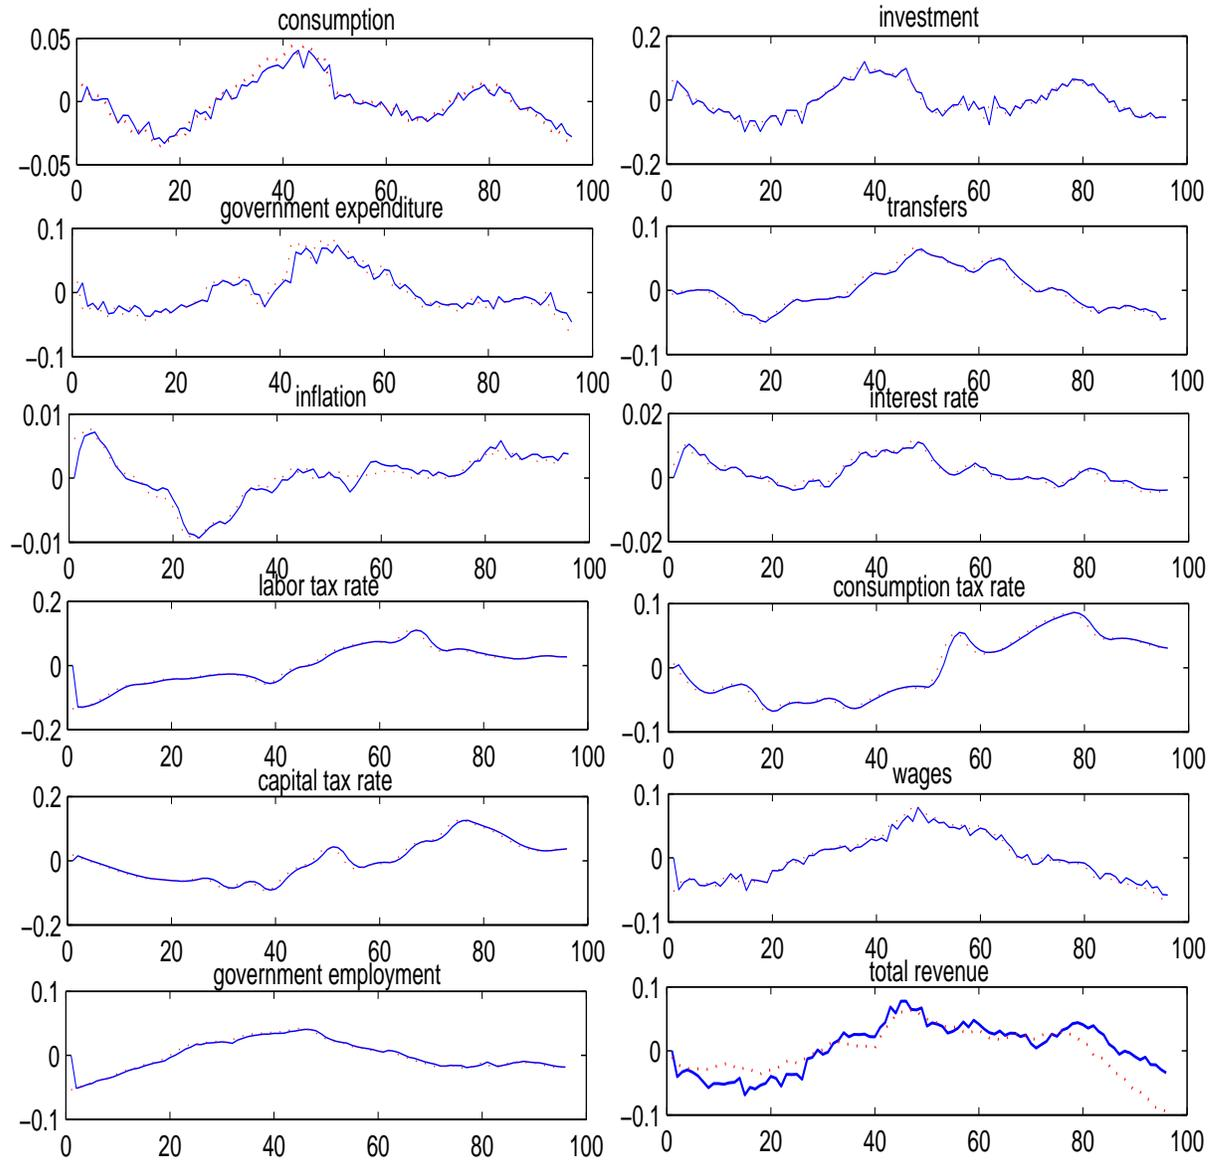 consumption
0.05
0
−0.05
0 20 40 60 80 100
investment
0.2
0
−0.2
0 20 40 60 80 100
government expenditure
0.1
0
−0.1
0 20 40 60 80 100
transfers
0.1
0
−0.1
0 20 40 60 80 100
inflation
0.01
0
−0.01
0 20 40 60 80 100
interest rate
0.02
0
−0.02
0 20 40 60 80 100
labor tax rate
0.2
0
−0.2
0 20 40 60 80 100
consumption tax rate
0.1
0
−0.1
0 20 40 60 80 100
capital tax rate
0.2
0
−0.2
0 20 40 60 80 100
wages
0.1
0
−0.1
0 20 40 60 80 100
government employment
0.1
0
−0.1
0 20 40 60 80 100
total revenue
0.1
0
−0.1
0 20 40 60 80 100